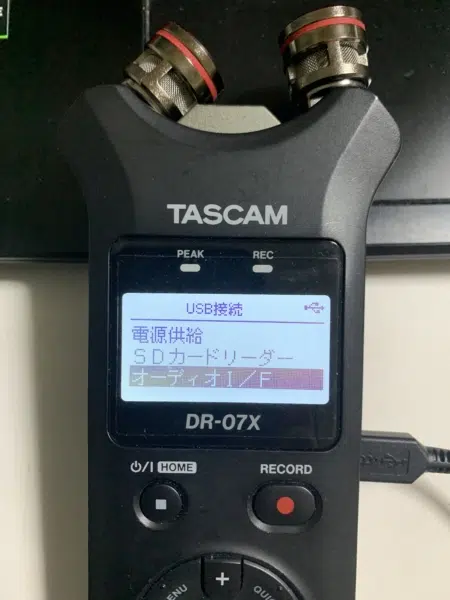 TASCAM
PEAK REC
USB接続
電源供給
SDカードリーダー
オーディオI/F
DR-07X
⏻/I HOME RECORD
+
MENU QUIC